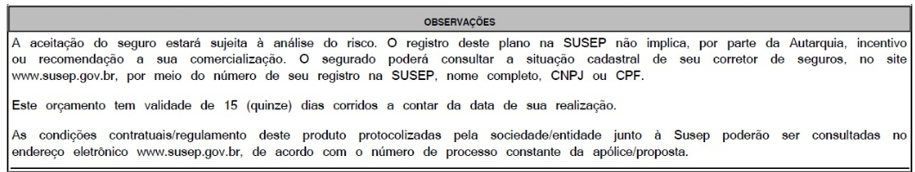 OBSERVAÇÕES
A aceitação do seguro estará sujeita à análise do risco. O registro deste plano na SUSEP não implica, por parte da Autarquia, incentivo
ou recomendação a sua comercialização. O segurado poderá consultar a situação cadastral de seu corretor de seguros, no site
www.susep.gov.br, por meio do número de seu registro na SUSEP, nome completo, CNPJ ou CPF.
Este orçamento tem validade de 15 (quinze) dias corridos a contar da data de sua realização.
As condições contratuais/regulamento deste produto protocolizadas pela sociedade/entidade junto à Susep poderão ser consultadas no
endereço eletrônico www.susep.gov.br, de acordo com o número de processo constante da apólice/proposta.